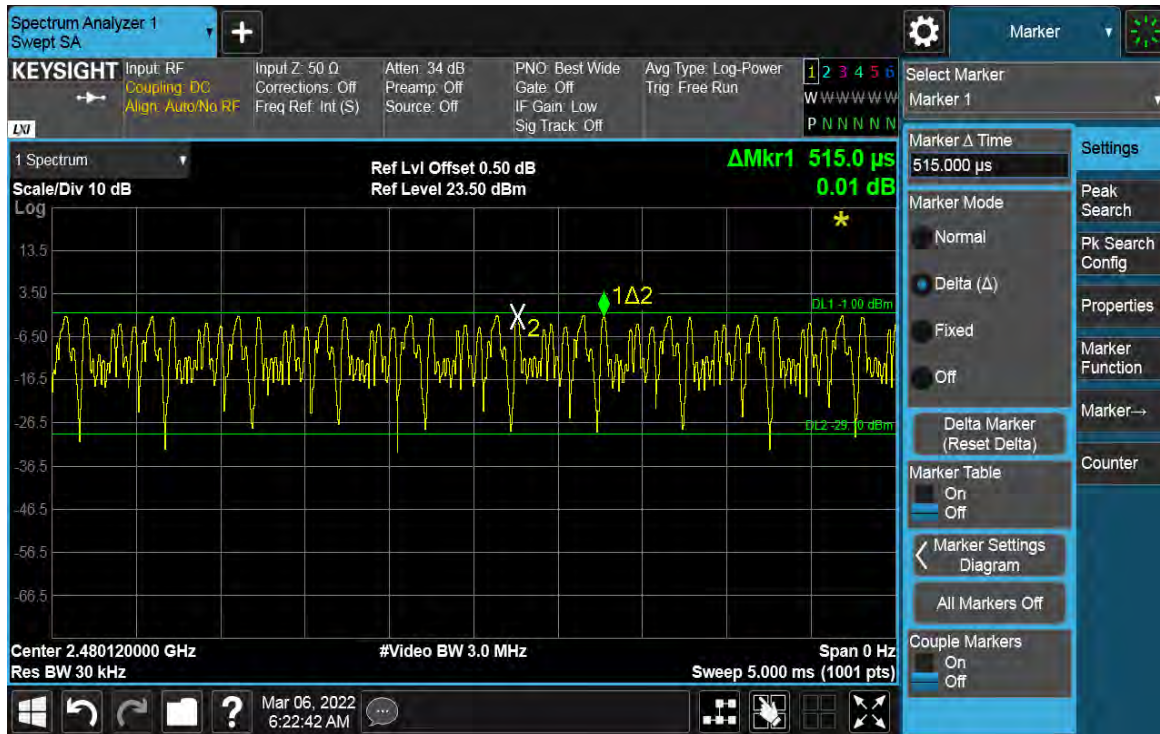 Spectrum Analyzer 1
Swept SA
+
Marker
KEYSIGHT
LXI
Input: RF
Coupling: DC
Align: Auto/No RF
Input Z: 50 Ω
Corrections: Off
Freq Ref: Int (S)
Atten: 34 dB
Preamp: Off
Source: Off
PNO: Best Wide
Gate: Off
IF Gain: Low
Sig Track: Off
Avg Type: Log-Power
Trig: Free Run
1 2 3 4 5 6
W W W W W W
P N N N N N
1 Spectrum
Scale/Div 10 dB
Log
Ref Lvl Offset 0.50 dB
Ref Level 23.50 dBm
ΔMkr1 515.0 µs
0.01 dB
*
13.5
3.50
-6.50
-16.5
-26.5
-36.5
-46.5
-56.5
-66.5
1Δ2
X2
DL1 -1.00 dBm
Center 2.480120000 GHz
Res BW 30 kHz
#Video BW 3.0 MHz
Span 0 Hz
Sweep 5.000 ms (1001 pts)
Select Marker
Marker 1
Marker Δ Time
515.000 µs
Marker Mode
Normal
Delta (Δ)
Fixed
Off
Delta Marker
(Reset Delta)
Marker Table
On
Off
Marker Settings
Diagram
All Markers Off
Couple Markers
On
Off
Settings
Peak
Search
Pk Search
Config
Properties
Marker
Function
Marker→
Counter
?
Mar 06, 2022
6:22:42 AM